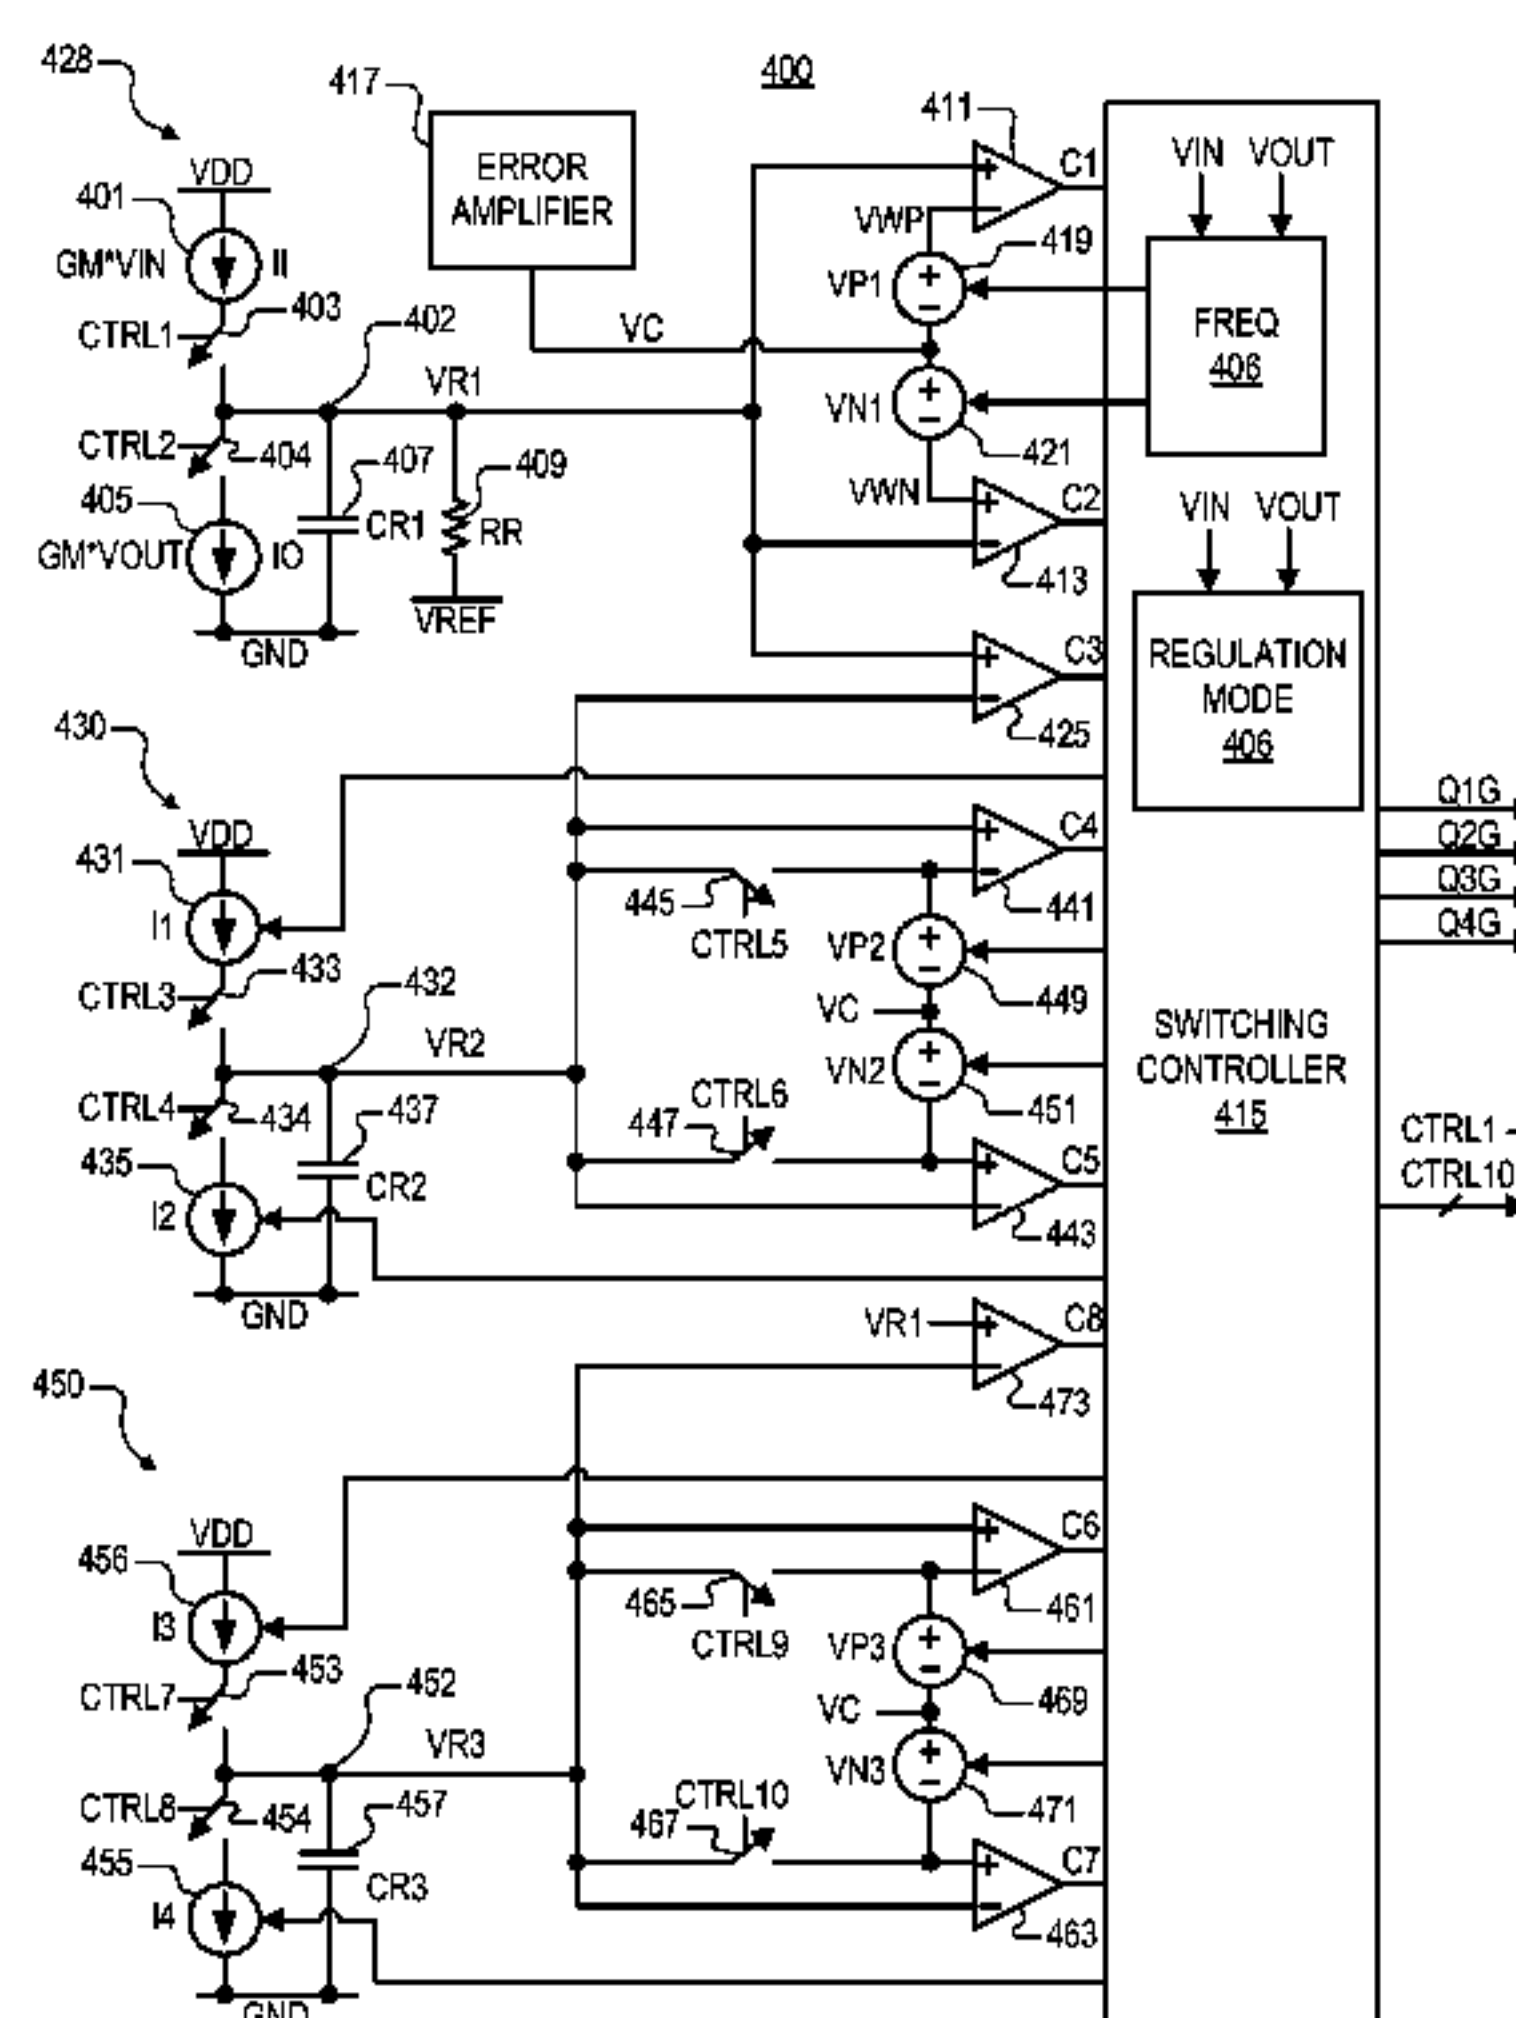 400
428
417
ERROR
AMPLIFIER
411
C1
VIN VOUT
VDD
401
GM*VIN
II
VWP
419
VP1
FREQ
406
CTRL1
403
402
VC
VR1
VN1
421
CTRL2
404
407
409
405
GM*VOUT
IO
CR1
RR
VREF
GND
VWN
C2
413
VIN VOUT
REGULATION
MODE
406
C3
425
430
VDD
431
I1
C4
441
445
CTRL5
VP2
449
Q1G
Q2G
Q3G
Q4G
CTRL3
433
432
VR2
VC
VN2
451
SWITCHING
CONTROLLER
415
CTRL4
434
437
CTRL6
447
435
I2
CR2
C5
443
CTRL1 -
CTRL10
GND
VR1
C8
473
450
VDD
456
I3
C6
461
465
CTRL9
VP3
469
CTRL7
453
452
VR3
VC
VN3
471
CTRL8
454
457
CTRL10
467
455
I4
CR3
C7
463
GND